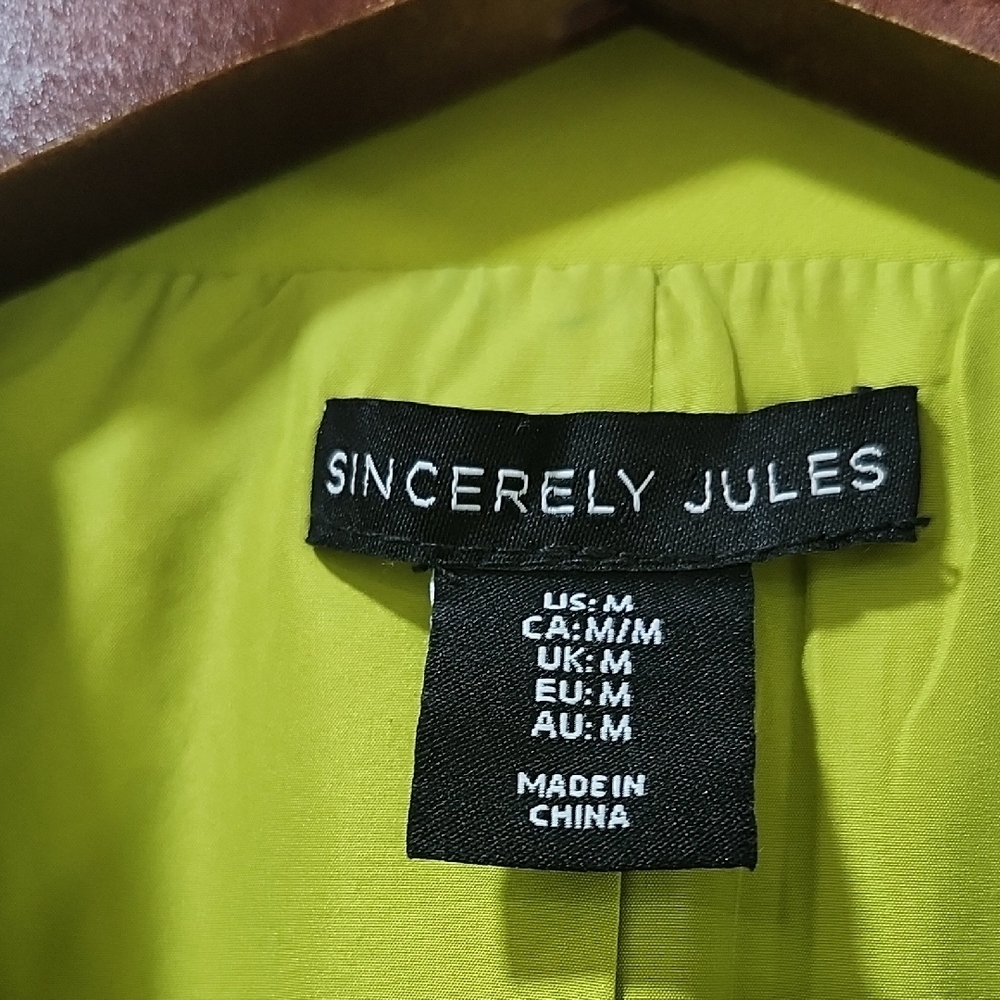 SINCERELY JULES
US: M
CA: M/M
UK: M
EU: M
AU: M
MADE IN
CHINA